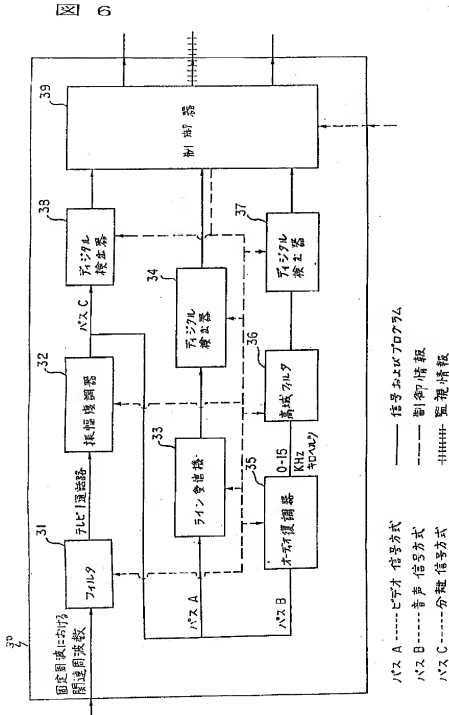 図 6
30
固定周波における
関連周波数
31
フィルタ
テレビ1通話路
32
振幅復調器
パス C
38
ディジタル
検出器
39
制御器
パス A
33
ライン受信機
34
ディジタル
検出器
パス B
35
オーディオ復調器
0-15
KHz
キロヘルツ
36
高域フィルタ
37
ディジタル
検出器
パス A-----ビデオ信号方式
パス B-----音声信号方式
パス C-----分離信号方式
信号およびプログラム
制御情報
監視情報